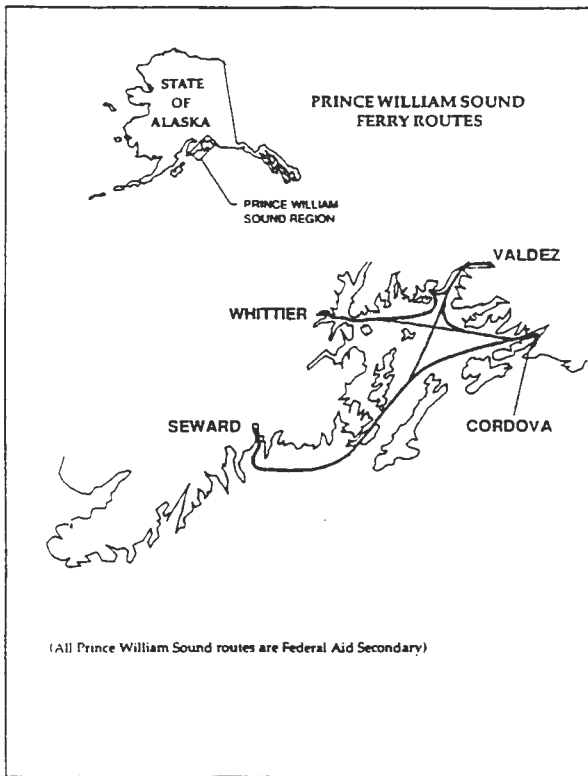 STATE
OF
ALASKA
PRINCE WILLIAM SOUND
FERRY ROUTES
PRINCE WILLIAM
SOUND REGION
VALDEZ
WHITTIER
SEWARD
CORDOVA
(All Prince William Sound routes are Federal Aid Secondary)